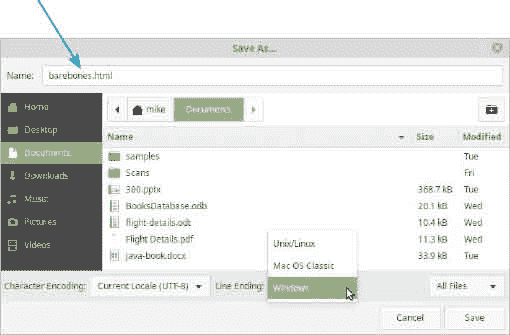 Save As...
Name: barebones.html
Home
Desktop
Documents
Downloads
Music
Pictures
Videos
mike Documents
Name Size Modified
samples Tue
Scans Fri
300.pptx 368.7 kB Tue
BooksDatabase.odb 20.1 kB Wed
flight-details.odt 10.4 kB Wed
Flight Details.pdf 11.3 kB Wed
java-book.docx 33.9 kB Tue
Unix/Linux
Mac OS Classic
Windows
Character Encoding: Current Locale (UTF-8) Line Ending: All Files
Cancel Save